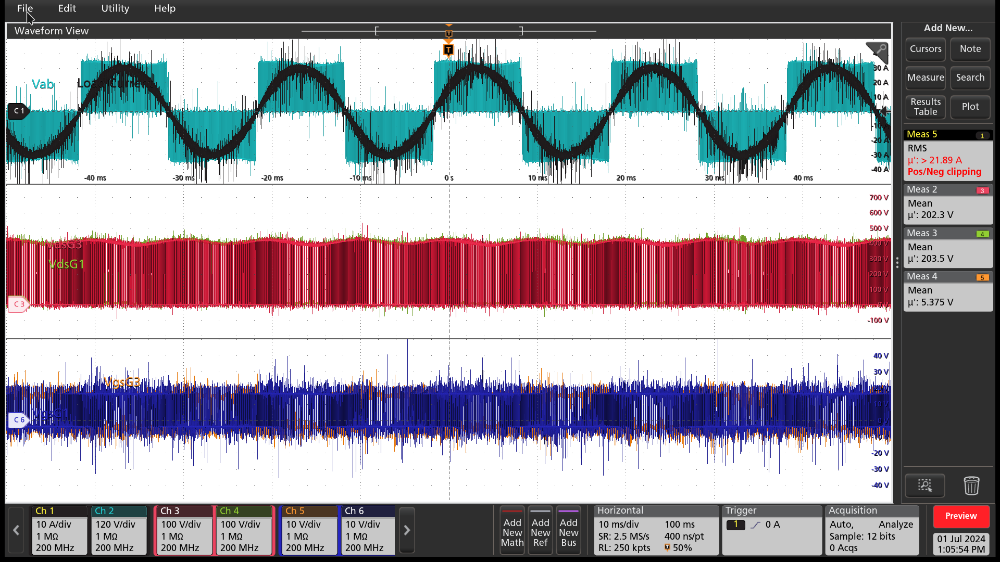 File Edit Utility Help
Waveform View
Add New...
Cursors Note
Measure Search
Results Table Plot
T
T
Vab Load Current
C 1
30 A
20 A
10 A
-10 A
-20 A
-30 A
-40 A
-40 ms -30 ms -20 ms -10 ms 0 s 10 ms 20 ms 30 ms 40 ms
Meas 5 1
RMS
µ': > 21.89 A
Pos/Neg clipping
Meas 2 3
Mean
µ': 202.3 V
Meas 3 4
Mean
µ': 203.5 V
Meas 4 5
Mean
µ': 5.375 V
700 V
600 V
500 V
400 V
300 V
200 V
100 V
0 V
-100 V
VdsG3
VdsG1
C 3
40 V
30 V
10 V
0 V
-20 V
-30 V
-40 V
VgsG3
VgsG1
C 6
Ch 1
10 A/div
1 MΩ
200 MHz
Ch 2
120 V/div
1 MΩ
200 MHz
Ch 3
100 V/div
1 MΩ
200 MHz
Ch 4
100 V/div
1 MΩ
200 MHz
Ch 5
10 V/div
1 MΩ
200 MHz
Ch 6
10 V/div
1 MΩ
200 MHz
Add New Math
Add New Ref
Add New Bus
Horizontal
10 ms/div 100 ms
SR: 2.5 MS/s 400 ns/pt
RL: 250 kpts T 50%
Trigger
1 0 A
Acquisition
Auto, Analyze
Sample: 12 bits
0 Acqs
Preview
01 Jul 2024
1:05:54 PM